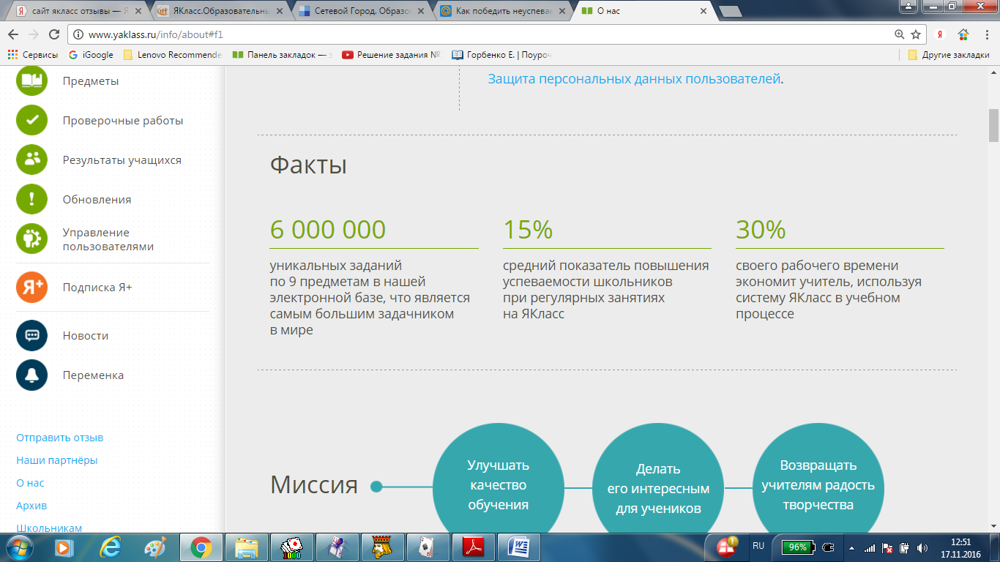 сайт якласс отзывы — Я
ЯКласс.Образовательны
Сетевой Город. Образо
Как победить неуспевае
О нас
www.yaklass.ru/info/about#f1
Сервисы
iGoogle
Lenovo Recommende
Панель закладок — з
Решение задания №
Горбенко Е. | Поуроч
Другие закладки
Предметы
Проверочные работы
Результаты учащихся
Обновления
Управление
пользователями
Я+
Подписка Я+
Новости
Переменка
Отправить отзыв
Наши партнёры
О нас
Архив
Школьникам
Защита персональных данных пользователей.
Факты
6 000 000
уникальных заданий
по 9 предметам в нашей
электронной базе, что является
самым большим задачником
в мире
15%
средний показатель повышения
успеваемости школьников
при регулярных занятиях
на ЯКласс
30%
своего рабочего времени
экономит учитель, используя
систему ЯКласс в учебном
процессе
Миссия
Улучшать
качество
обучения
Делать
его интересным
для учеников
Возвращать
учителям радость
творчества
1000
RU
96%
12:51
17.11.2016